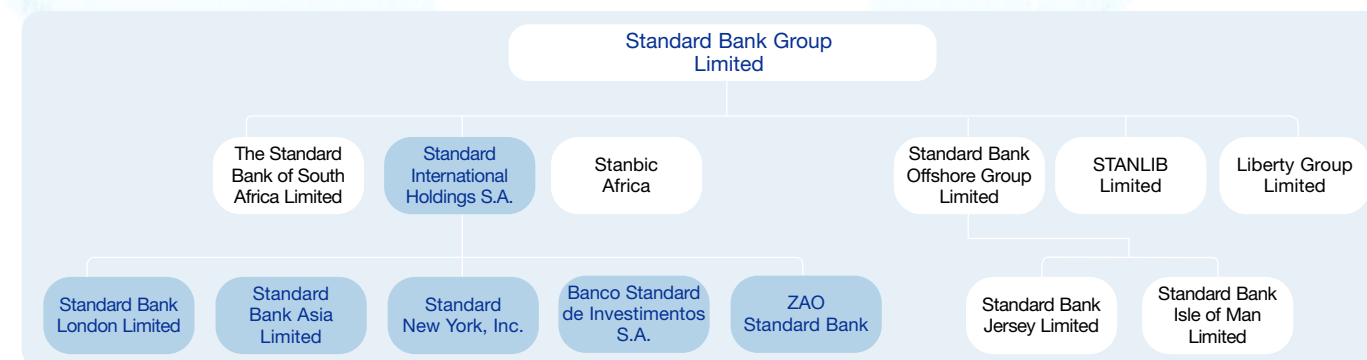 Standard Bank Group
Limited
The Standard
Bank of South
Africa Limited
Standard
International
Holdings S.A.
Stanbic
Africa
Standard Bank
Offshore Group
Limited
STANLIB
Limited
Liberty Group
Limited
Standard Bank
London Limited
Standard
Bank Asia
Limited
Standard
New York, Inc.
Banco Standard
de Investimentos
S.A.
ZAO
Standard Bank
Standard Bank
Jersey Limited
Standard Bank
Isle of Man
Limited